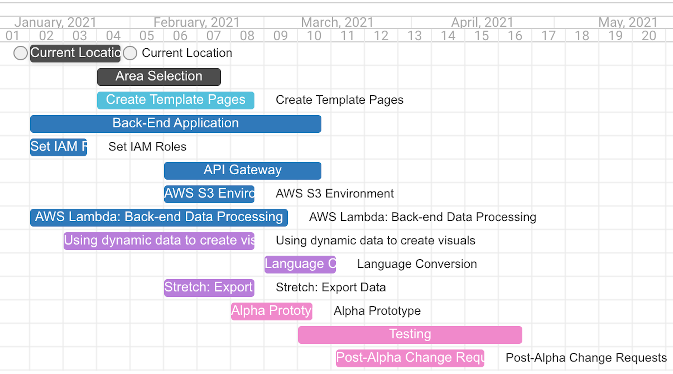 January, 2021 February, 2021 March, 2021 April, 2021 May, 2021
01 02 03 04 05 06 07 08 09 10 11 12 13 14 15 16 17 18 19 20
Current Locatio Current Location
Area Selection
Create Template Pages Create Template Pages
Back-End Application
Set IAM R Set IAM Roles
API Gateway
AWS S3 Enviro AWS S3 Environment
AWS Lambda: Back-end Data Processing AWS Lambda: Back-end Data Processing
Using dynamic data to create vis Using dynamic data to create visuals
Language C Language Conversion
Stretch: Export Stretch: Export Data
Alpha Prototy Alpha Prototype
Testing
Post-Alpha Change Requ Post-Alpha Change Requests